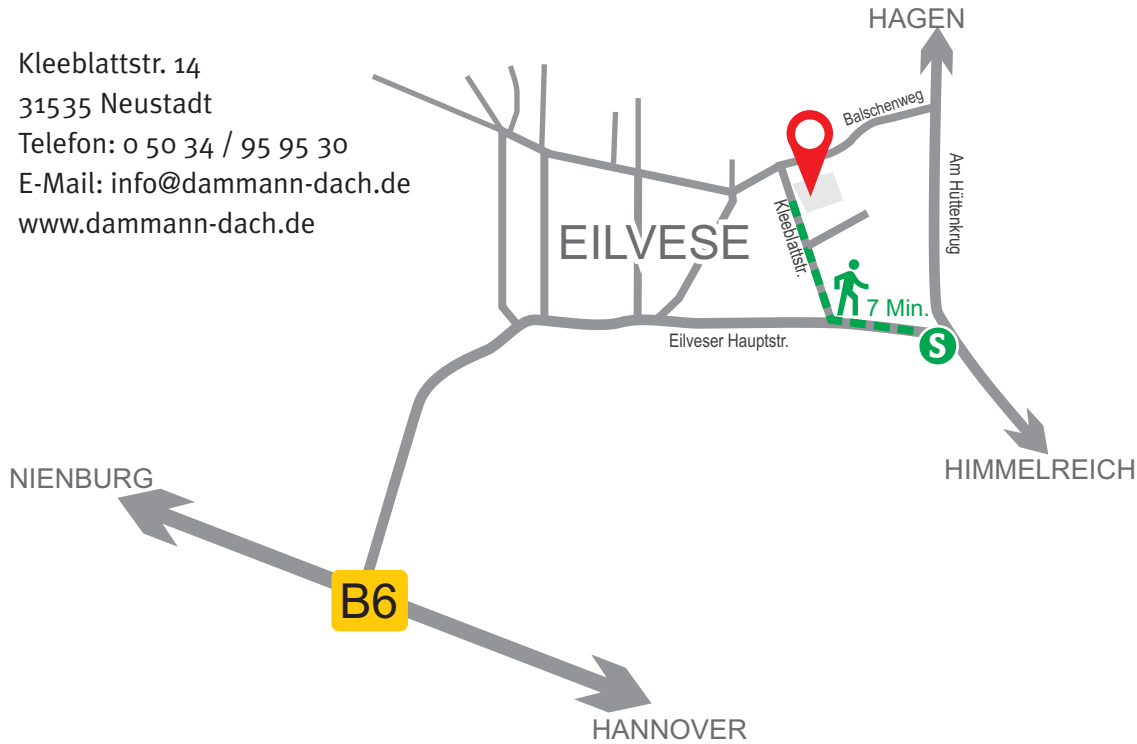 Kleeblattstr. 14
31535 Neustadt
Telefon: 0 50 34 / 95 95 30
E-Mail: info@dammann-dach.de
www.dammann-dach.de
HAGEN
Balschenweg
Am Hüttenkrug
Kleeblattstr.
EILVESE
7 Min.
Eilveser Hauptstr.
S
HIMMELREICH
NIENBURG
B6
HANNOVER